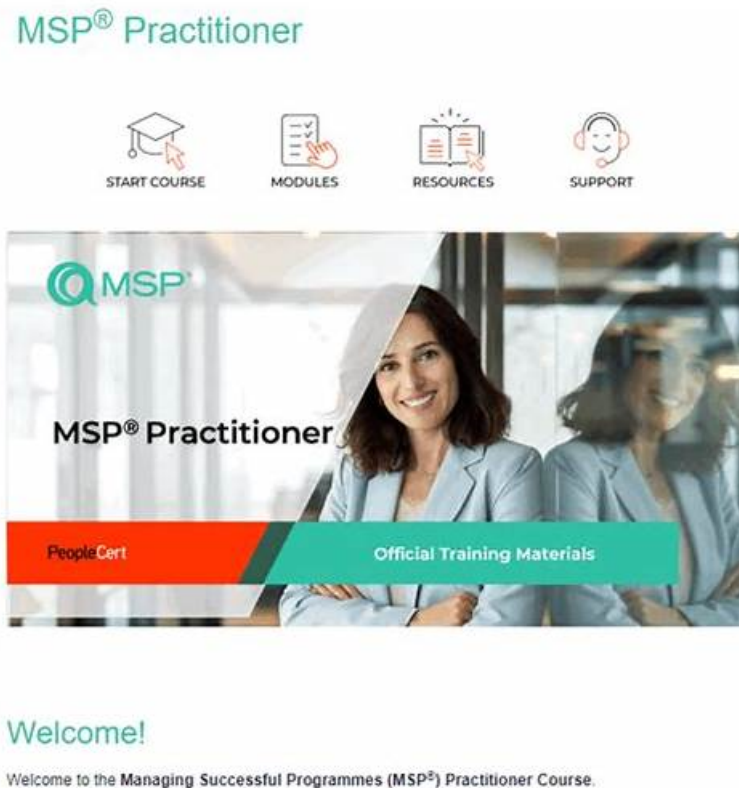 MSP® Practitioner
START COURSE
MODULES
RESOURCES
SUPPORT
MSP®
MSP® Practitioner
PeopleCert
Official Training Materials
Welcome!
Welcome to the Managing Successful Programmes (MSP®) Practitioner Course.